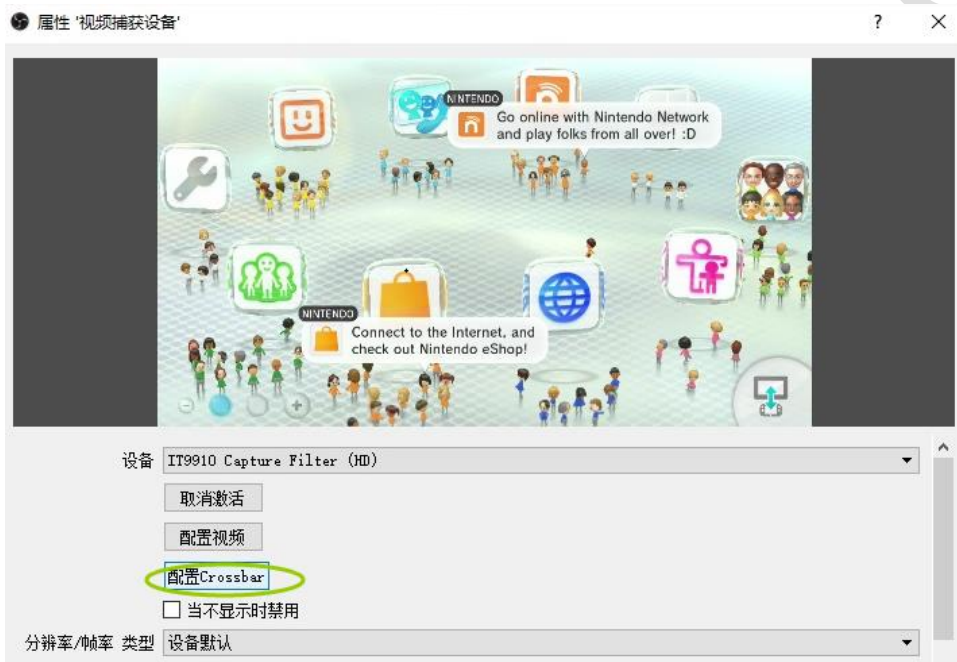 属性 '视频捕获设备'
?
NINTENDO
Go online with Nintendo Network
and play folks from all over! :D
NINTENDO
Connect to the Internet, and
check out Nintendo eShop!
设备
IT9910 Capture Filter (HD)
取消激活
配置视频
配置Crossbar
当不显示时禁用
分辨率/帧率 类型
设备默认